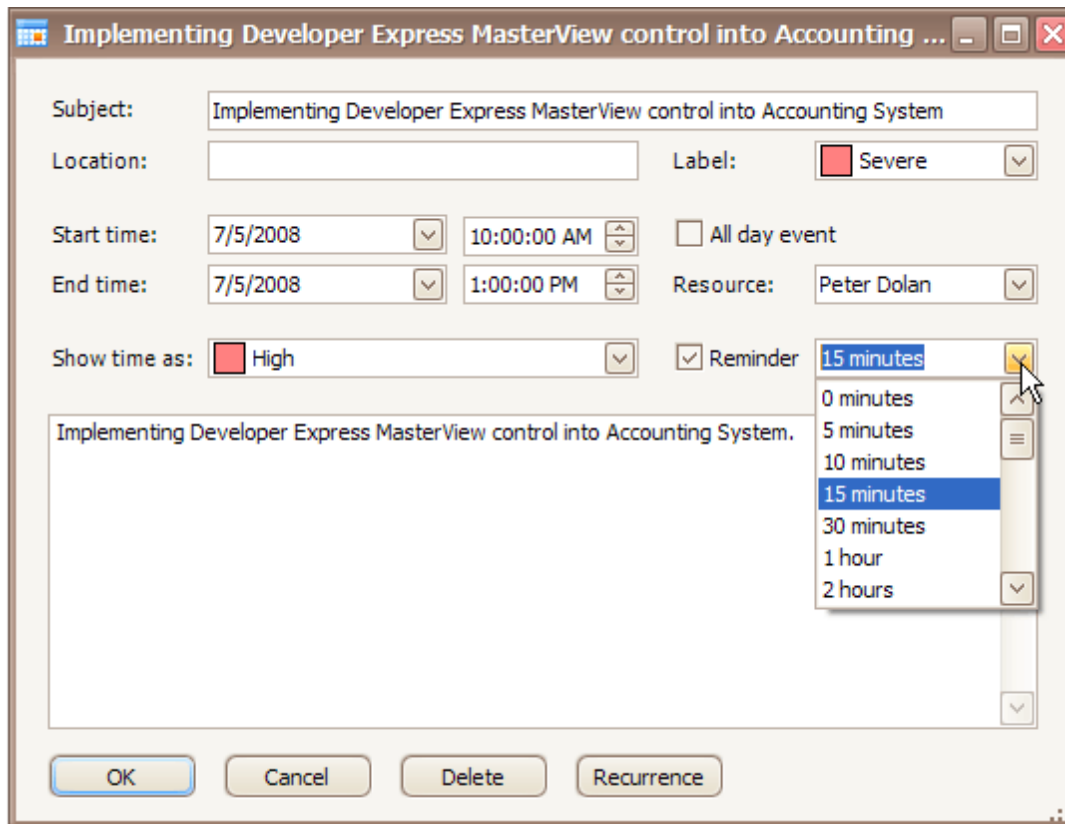 Implementing Developer Express MasterView control into Accounting ...
Subject: Implementing Developer Express MasterView control into Accounting System
Location: Label: Severe
Start time: 7/5/2008 10:00:00 AM All day event
End time: 7/5/2008 1:00:00 PM Resource: Peter Dolan
Show time as: High Reminder 15 minutes
0 minutes
5 minutes
10 minutes
15 minutes
30 minutes
1 hour
2 hours
Implementing Developer Express MasterView control into Accounting System.
OK Cancel Delete Recurrence